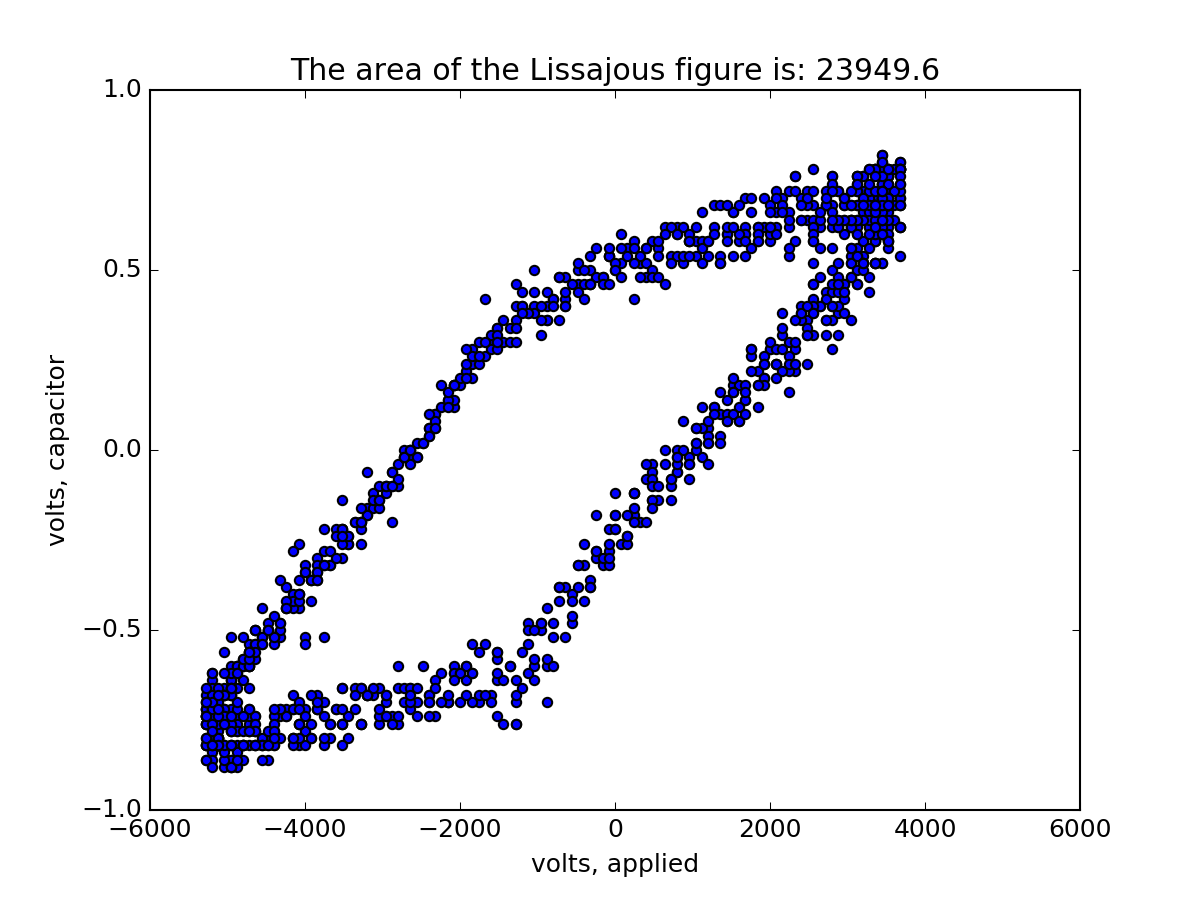 The area of the Lissajous figure is: 23949.6
1.0
0.5
0.0
−0.5
−1.0
volts, capacitor
−6000 −4000 −2000 0 2000 4000 6000
volts, applied